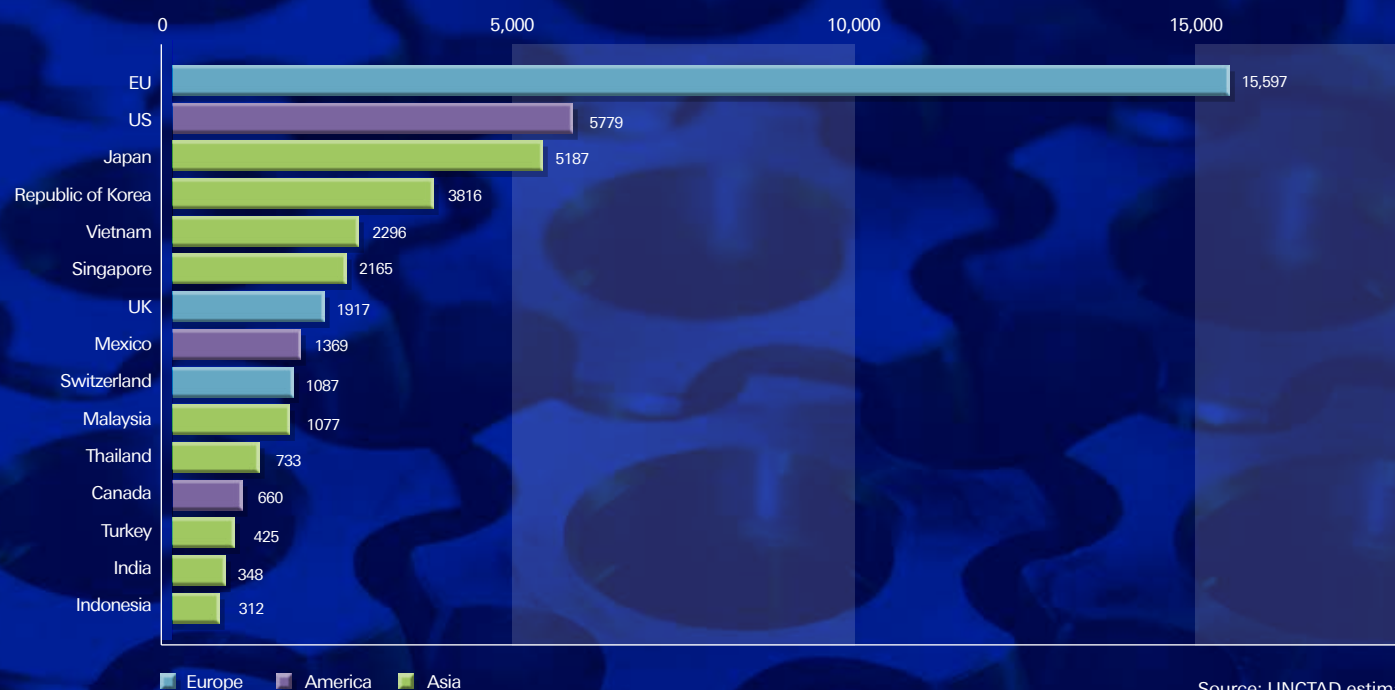 0 5,000 10,000 15,000
EU 15,597
US 5779
Japan 5187
Republic of Korea 3816
Vietnam 2296
Singapore 2165
UK 1917
Mexico 1369
Switzerland 1087
Malaysia 1077
Thailand 733
Canada 660
Turkey 425
India 348
Indonesia 312
Europe America Asia
Source: UNCTAD estim